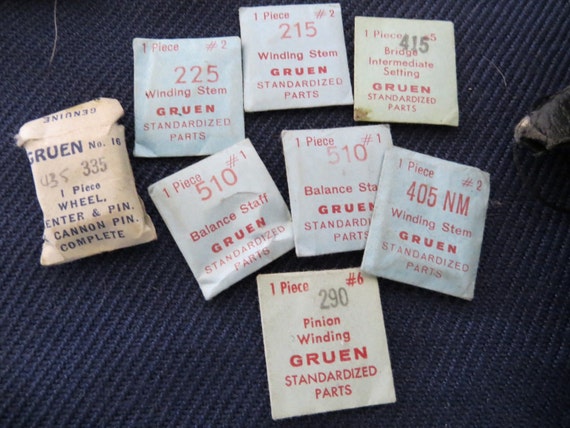 1 Piece #2
225
Winding Stem
GRUEN
STANDARDIZED
PARTS
1 Piece #2
215
Winding Stem
GRUEN
STANDARDIZED
PARTS
1 Piece #5
415
Bridge
Intermediate
Setting
GRUEN
STANDARDIZED
PARTS
GENUINE
GRUEN No. 16
435 335
1 Piece
WHEEL,
ENTER & PIN.
CANNON PIN.
COMPLETE
1 Piece #1
510
Balance Staff
GRUEN
STANDARDIZED
PARTS
1 Piece #1
510
Balance Staff
GRUEN
STANDARDIZED
PARTS
1 Piece #2
405 NM
Winding Stem
GRUEN
STANDARDIZED
PARTS
1 Piece #6
290
Pinion
Winding
GRUEN
STANDARDIZED
PARTS